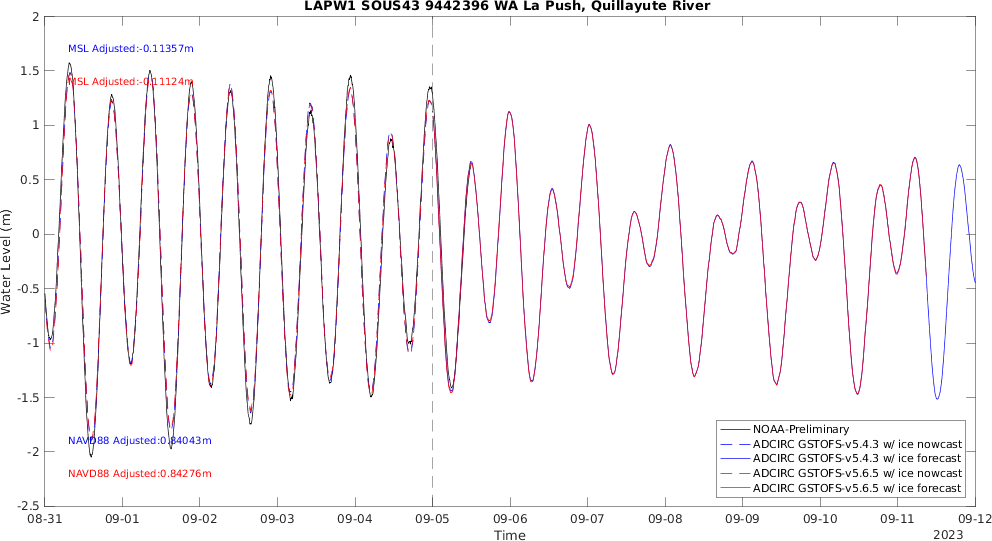 LAPW1 SOUS43 9442396 WA La Push, Quillayute River
2
1.5
1
0.5
0
-0.5
-1
-1.5
-2
-2.5
Water Level (m)
MSL Adjusted:-0.11357m
MSL Adjusted:-0.11124m
NAVD88 Adjusted:0.84043m
NAVD88 Adjusted:0.84276m
NOAA-Preliminary
ADCIRC GSTOFS-v5.4.3 w/ ice nowcast
ADCIRC GSTOFS-v5.4.3 w/ ice forecast
ADCIRC GSTOFS-v5.6.5 w/ ice nowcast
ADCIRC GSTOFS-v5.6.5 w/ ice forecast
08-31 09-01 09-02 09-03 09-04 09-05 09-06 09-07 09-08 09-09 09-10 09-11 09-12
Time
2023